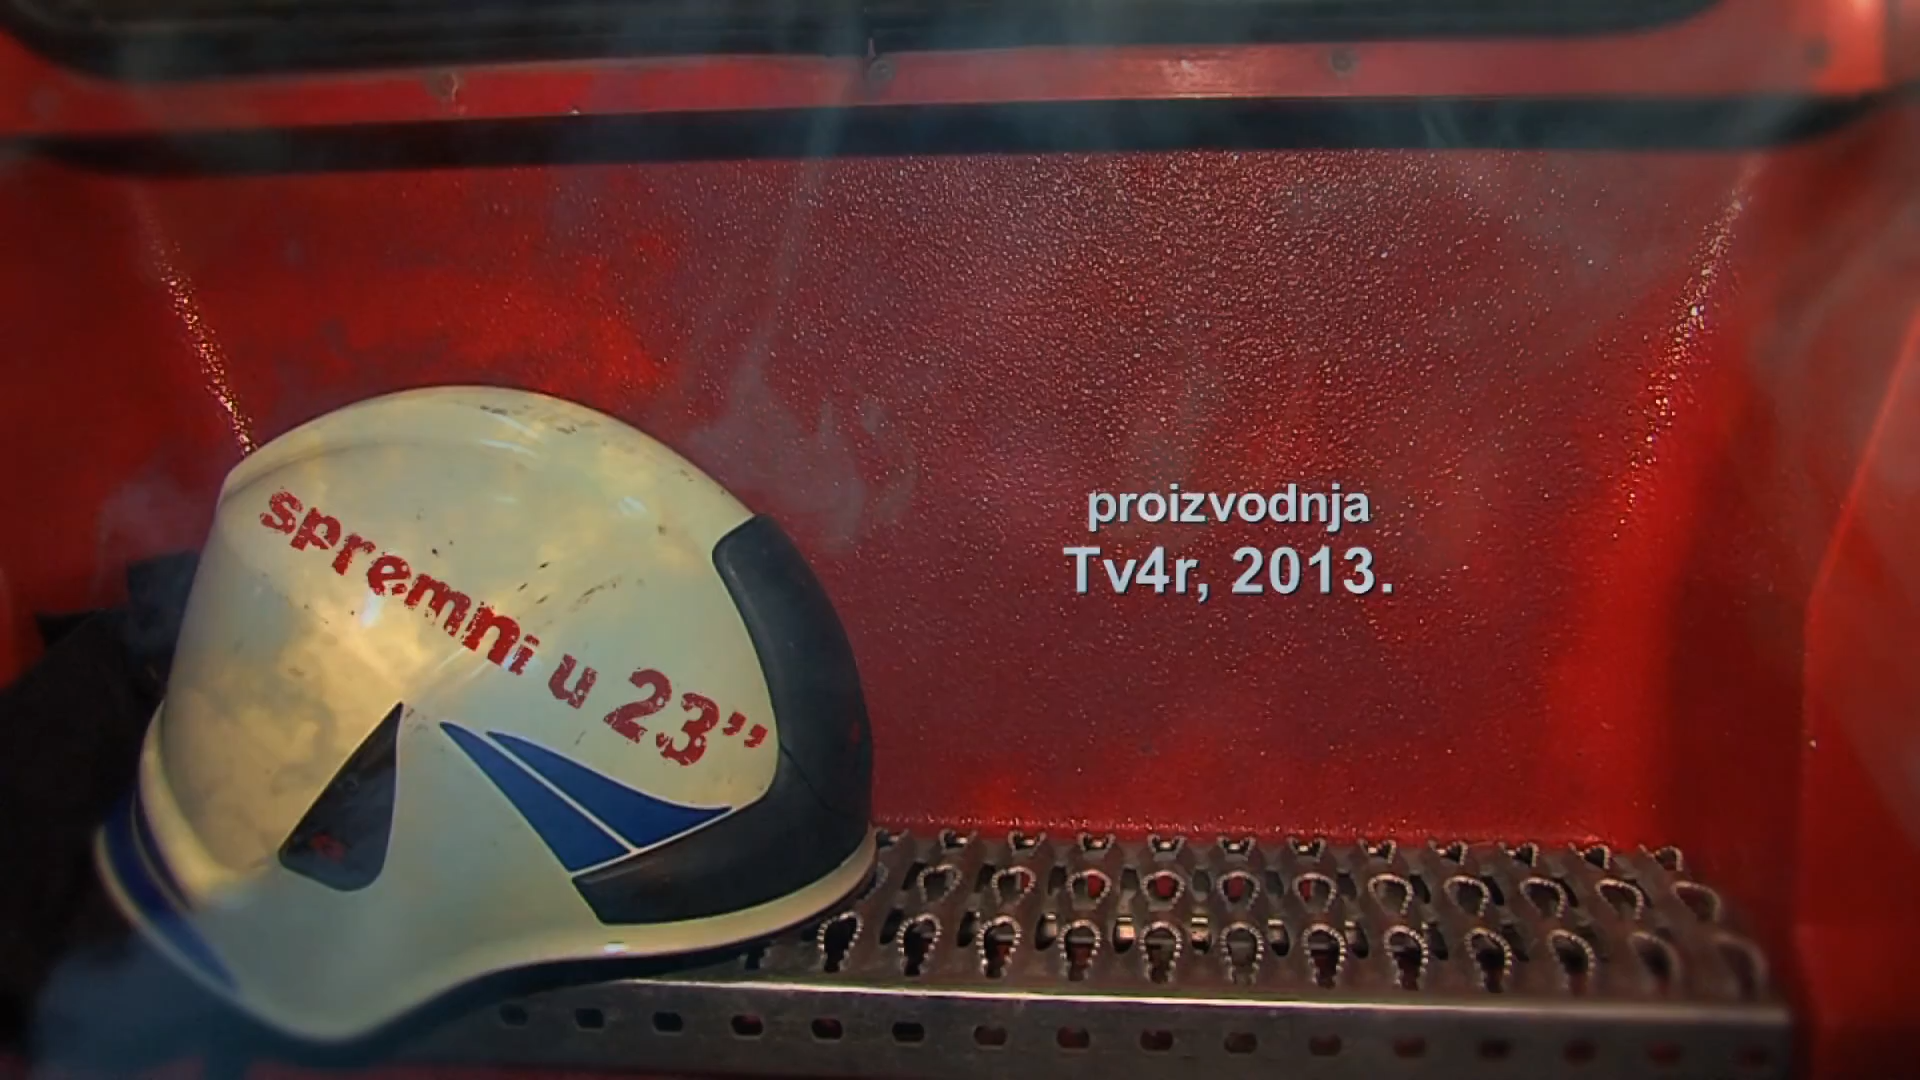 spremni u 23”
proizvodnja
Tv4r, 2013.